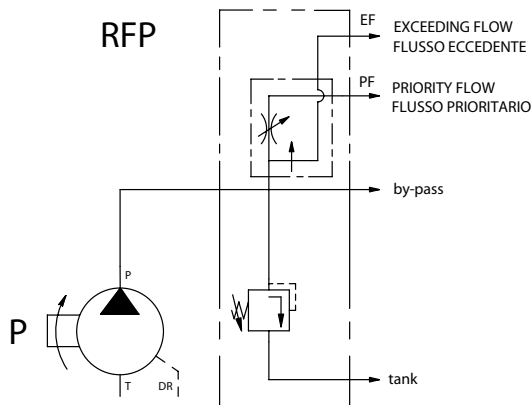 RFP
EF
EXCEEDING FLOW
FLUSSO ECCEDENTE
PF
PRIORITY FLOW
FLUSSO PRIORITARIO
by-pass
P
P
T
DR
tank